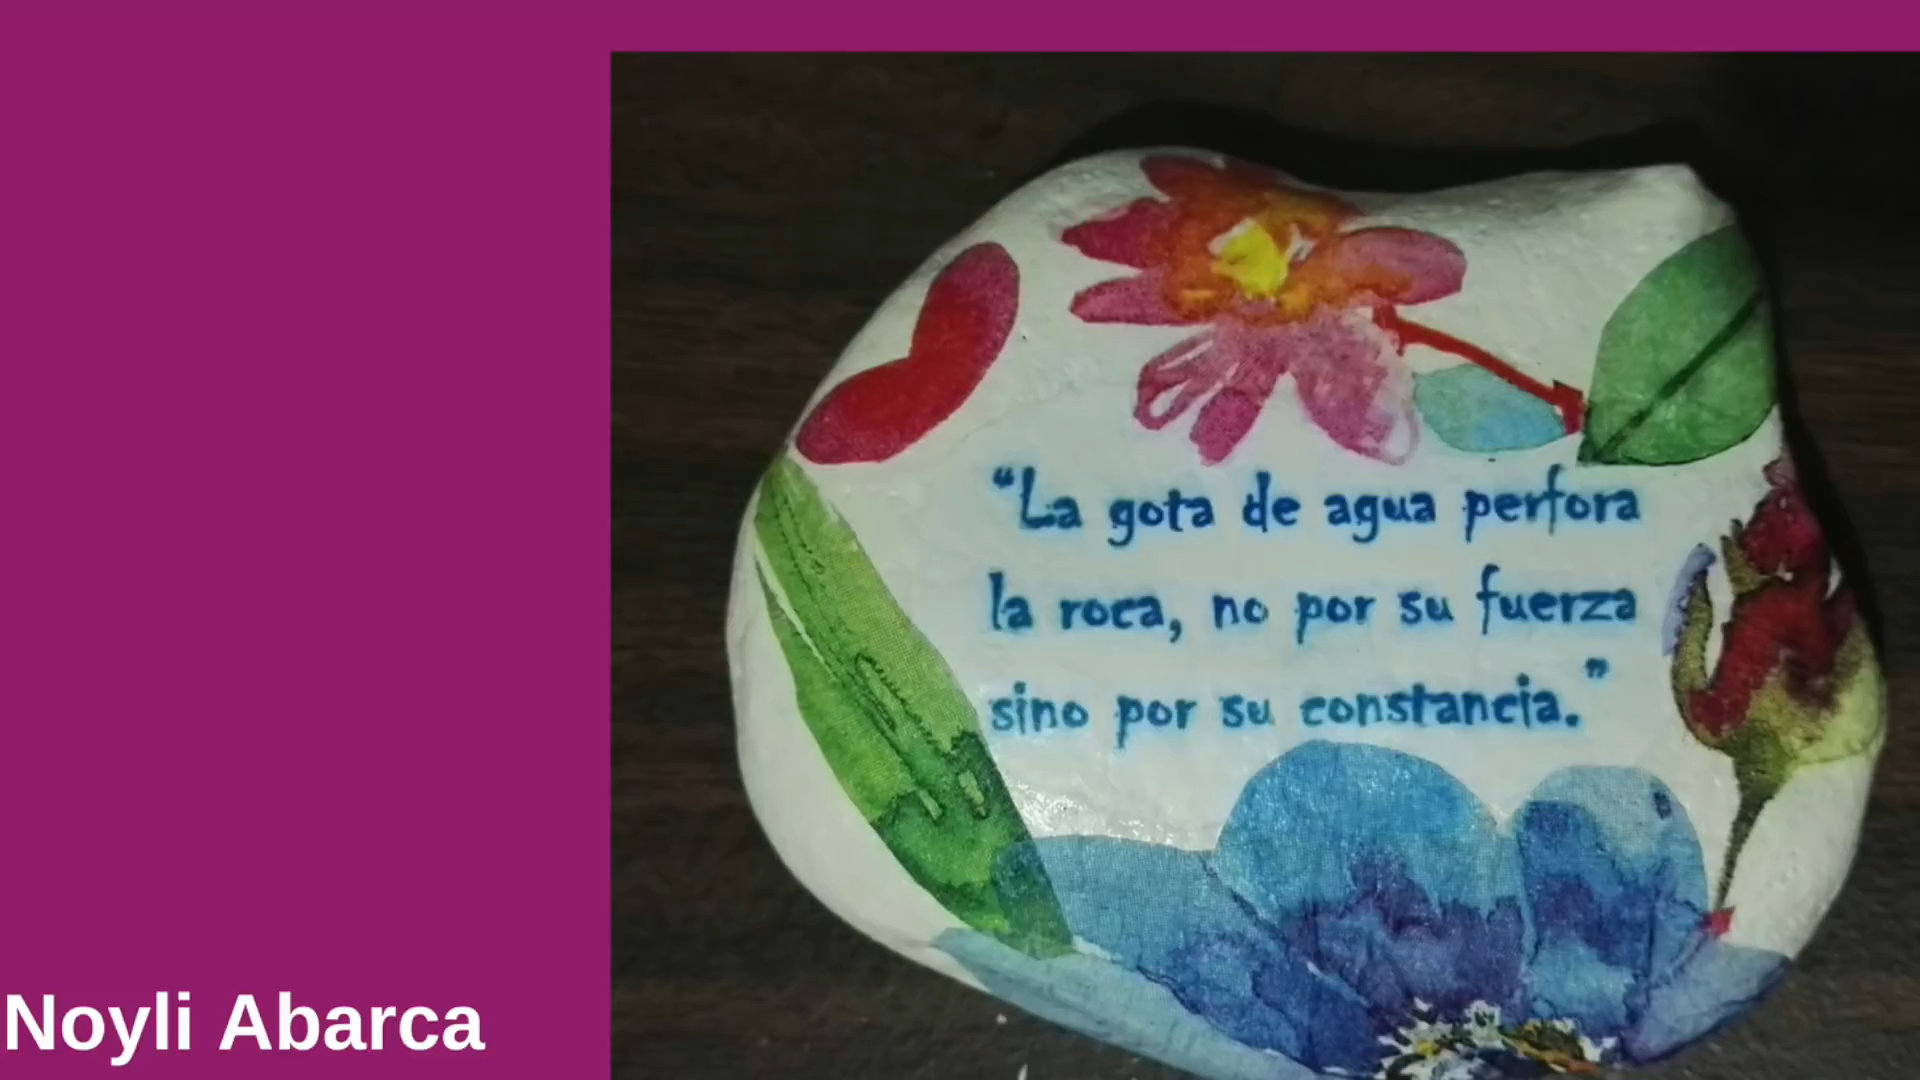 “La gota de agua perfora
la roca, no por su fuerza
sino por su constancia.”
Noyli Abarca